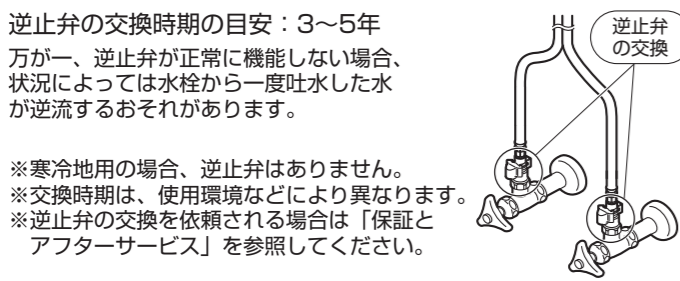 逆止弁の交換時期の目安：3〜5年
万が一、逆止弁が正常に機能しない場合、
状況によっては水栓から一度吐水した水
が逆流するおそれがあります。
※寒冷地用の場合、逆止弁はありません。
※交換時期は、使用環境などにより異なります。
※逆止弁の交換を依頼される場合は「保証と
アフターサービス」を参照してください。
逆止弁
の交換